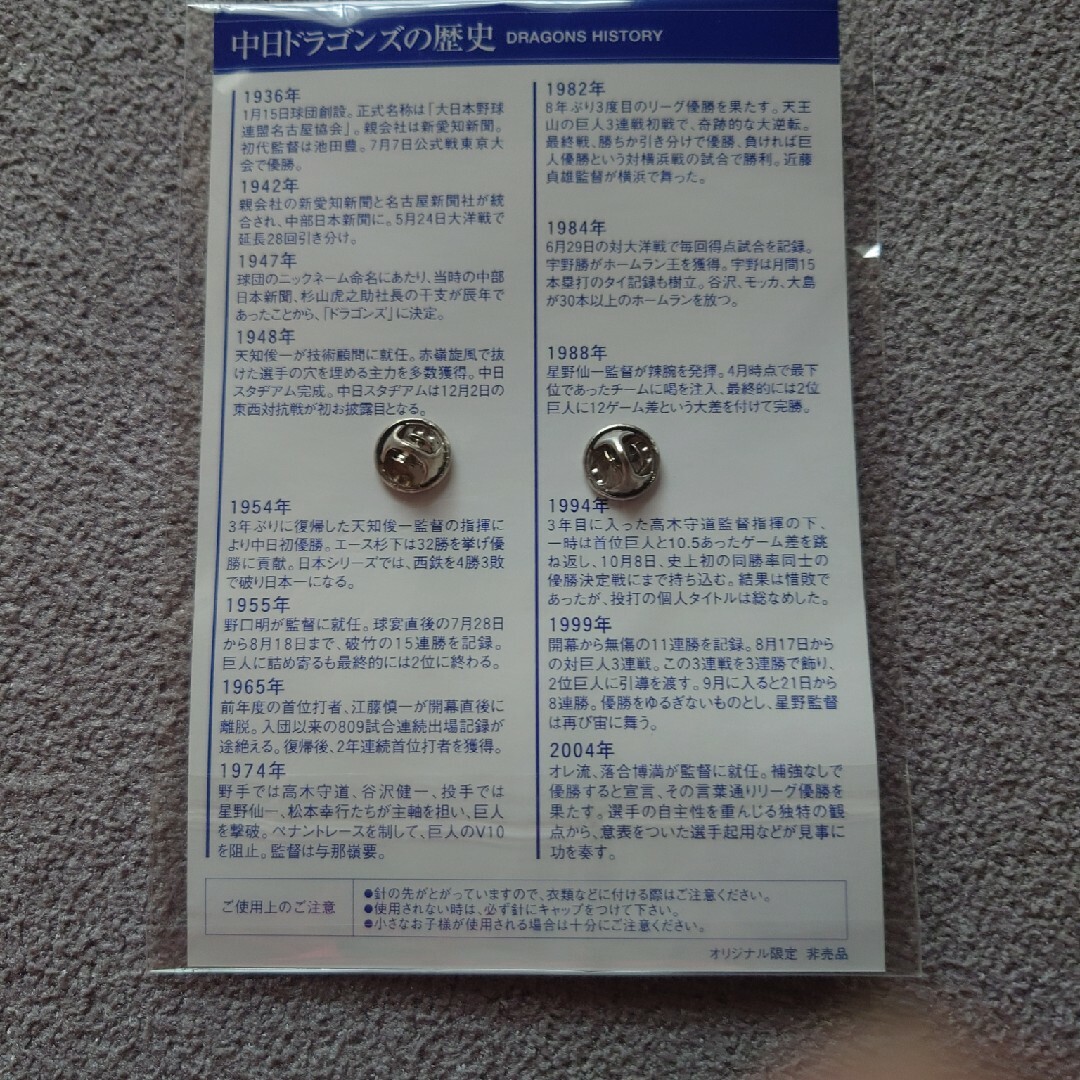 中日ドラゴンズの歴史 DRAGONS HISTORY
1936年
1月15日球団創設。正式名称は「大日本野球
連盟名古屋協会」。親会社は新愛知新聞。
初代監督は池田豊。7月7日公式戦東京大
会で優勝。
1942年
親会社の新愛知新聞と名古屋新聞社が統
合され、中部日本新聞に。5月24日大洋戦で
延長28回引き分け。
1947年
球団のニックネーム命名にあたり、当時の中部
日本新聞、杉山虎之助社長の干支が辰年で
あったことから、「ドラゴンズ」に決定。
1948年
天知俊一が技術顧問に就任。赤嶺旋風で抜
けた選手の穴を埋める主力を多数獲得。中日
スタヂアム完成。中日スタヂアムは12月2日の
東西対抗戦が初お披露目となる。
1954年
3年ぶりに復帰した天知俊一監督の指揮に
より中日初優勝。エース杉下は32勝を挙げ優
勝に貢献。日本シリーズでは、西鉄を4勝3敗
で破り日本一になる。
1955年
野口明が監督に就任。球宴直後の7月28日
から8月18日まで、破竹の15連勝を記録。
巨人に詰め寄るも最終的には2位に終わる。
1965年
前年度の首位打者、江藤慎一が開幕直後に
離脱。入団以来の809試合連続出場記録が
途絶える。復帰後、2年連続首位打者を獲得。
1974年
野手では高木守道、谷沢健一、投手では
星野仙一、松本幸行たちが主軸を担い、巨人
を撃破。ペナントレースを制して、巨人のV10
を阻止。監督は与那嶺要。
1982年
8年ぶり3度目のリーグ優勝を果たす。天王
山の巨人3連戦初戦で、奇跡的な大逆転。
最終戦、勝ちか引き分けで優勝、負ければ巨
人優勝という対横浜戦の試合で勝利。近藤
貞雄監督が横浜で舞った。
1984年
6月29日の対大洋戦で毎回得点試合を記録。
宇野勝がホームラン王を獲得。宇野は月間15
本塁打のタイ記録も樹立。谷沢、モッカ、大島
が30本以上のホームランを放つ。
1988年
星野仙一監督が辣腕を発揮。4月時点で最下
位であったチームに喝を注入、最終的には2位
巨人に12ゲーム差という大差を付けて完勝。
1994年
3年目に入った高木守道監督指揮の下、
一時は首位巨人と10.5あったゲーム差を跳
ね返し、10月8日、史上初の同勝率同士の
優勝決定戦にまで持ち込む。結果は惜敗で
あったが、投打の個人タイトルは総なめした。
1999年
開幕から無傷の11連勝を記録。8月17日から
の対巨人3連戦。この3連戦を3連勝で飾り、
2位巨人に引導を渡す。9月に入ると21日から
8連勝。優勝をゆるぎないものとし、星野監督
は再び宙に舞う。
2004年
オレ流、落合博満が監督に就任。補強なしで
優勝すると宣言、その言葉通りリーグ優勝を
果たす。選手の自主性を重んじる独特の観
点から、意表をついた選手起用などが見事に
功を奏す。
ご使用上のご注意
●針の先がとがっていますので、衣類などに付ける際はご注意ください。
●使用されない時は、必ず針にキャップをつけて下さい。
●小さなお子様が使用される場合は十分にご注意ください。
オリジナル限定 非売品